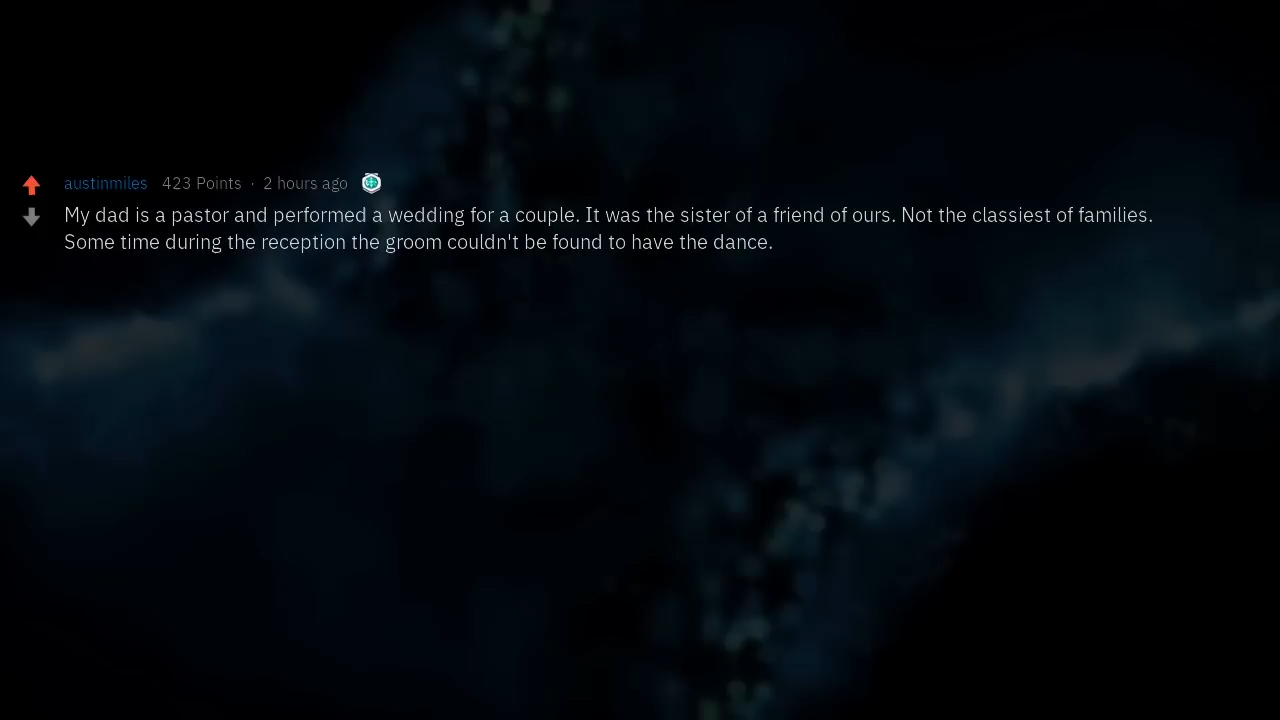 austinmiles 423 Points · 2 hours ago
My dad is a pastor and performed a wedding for a couple. It was the sister of a friend of ours. Not the classiest of families.
Some time during the reception the groom couldn't be found to have the dance.